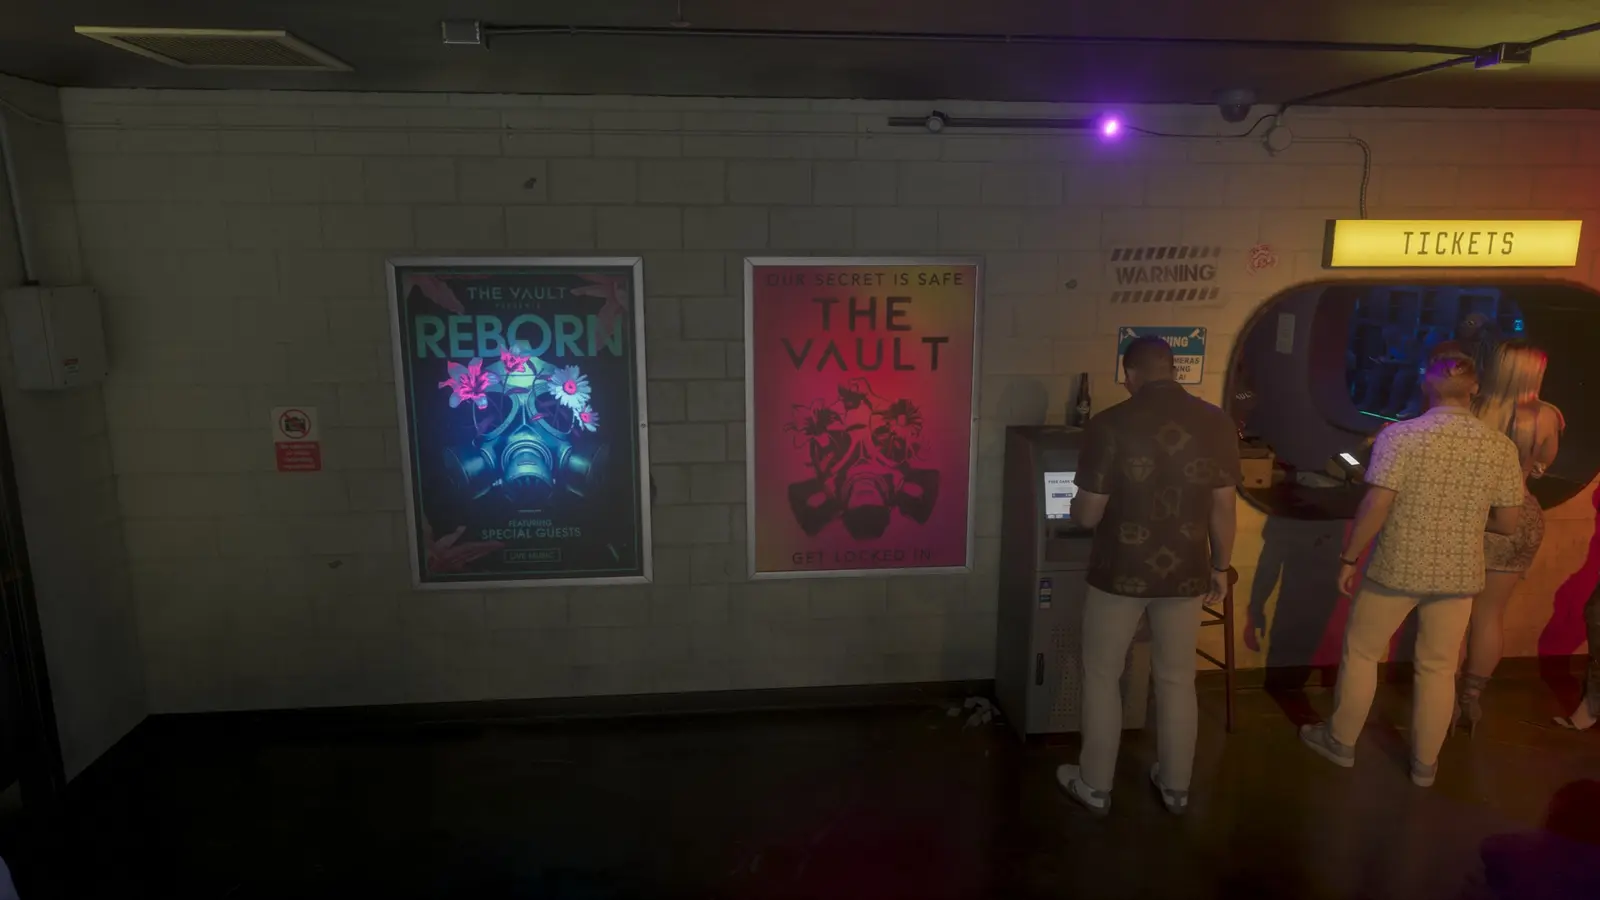 THE VAULT
PRESENTS
REBORN
FEATURING
SPECIAL GUESTS
LIVE MUSIC
OUR SECRET IS SAFE
THE
VAULT
GET LOCKED IN
WARNING
TICKETS